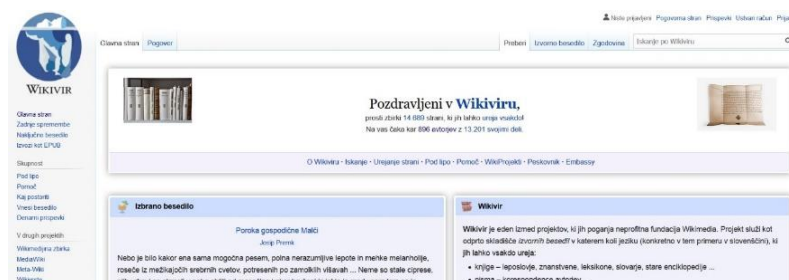 Niste prijavljeni Pogovorna stran Prispevki Ustvari račun
Glavna stran Pogovor Preberi Izvorno besedilo Zgodovina Iskanje po Wikiviru
WIKIVIR
Glavna stran
Zadnje spremembe
Naključno besedilo
Izvozi kot EPUB
Skupnost
Pod lipo
Pomoč
Kaj postoriti
Vnesi besedilo
Denarni prispevki
V drugih projektih
Wikimedijina zbirka
MediaWiki
Meta-Wiki
Pozdravljeni v Wikiviru,
prosti zbirki 14.689 strani, ki jih lahko ureja vsakdo!
Na vas čaka kar 896 avtorjev z 13.201 svojimi deli.
O Wikiviru · Iskanje · Urejanje strani · Pod lipo · Pomoč · WikiProjekti · Peskovnik · Embassy
Izbrano besedilo
Poroka gospodične Malči
Josip Premk
Nebo je bilo kakor ena sama mogočna pesem, polna nerazumljive lepote in mehke melanholije,
roseče iz mežikajočih srebrnih cvetov, potresenih po zamolklih višavah ... Neme so stale ciprese,
Wikivir
Wikivir je eden izmed projektov, ki jih poganja neprofitna fundacija Wikimedia. Projekt služi kot
odprto skladišče izvornih besedil v katerem koli jeziku (konkretno v tem primeru v slovenščini), ki
jih lahko vsakdo ureja:
• knjige – leposlovje, znanstvene, leksikone, slovarje, stare enciklopedije ...